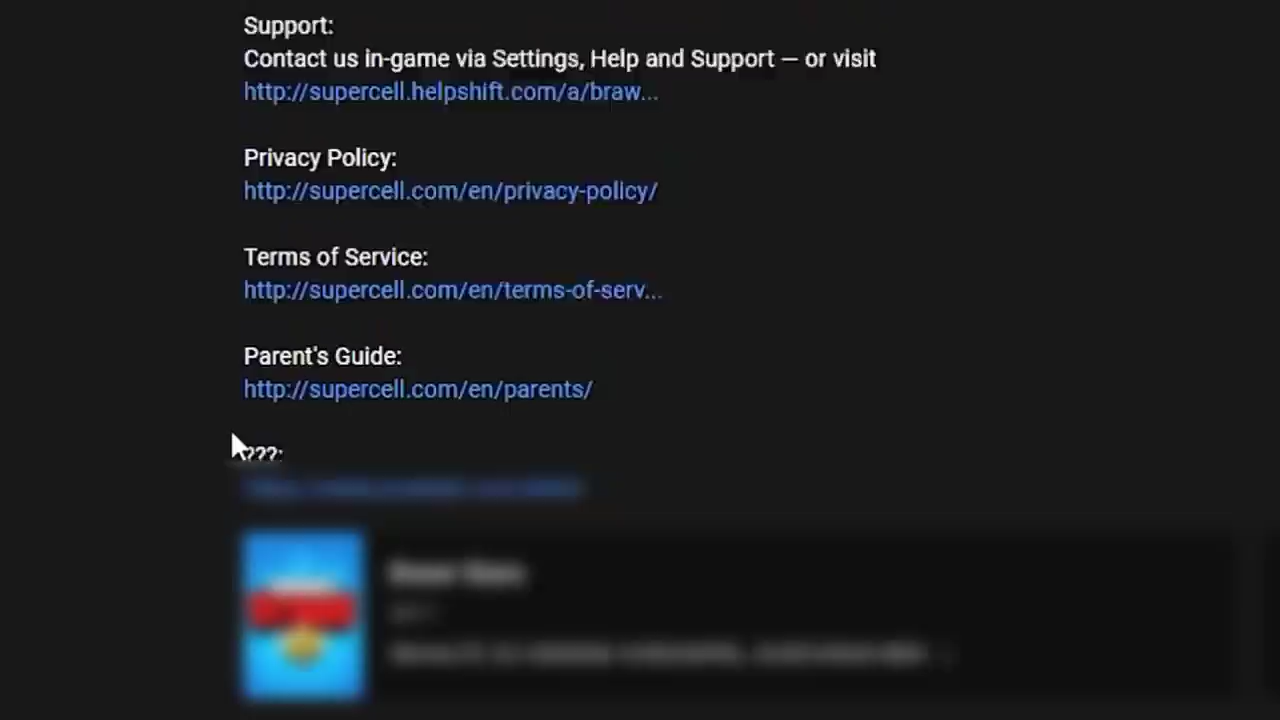 Support:
Contact us in-game via Settings, Help and Support — or visit
http://supercell.helpshift.com/a/braw...
Privacy Policy:
http://supercell.com/en/privacy-policy/
Terms of Service:
http://supercell.com/en/terms-of-serv...
Parent's Guide:
http://supercell.com/en/parents/
???: